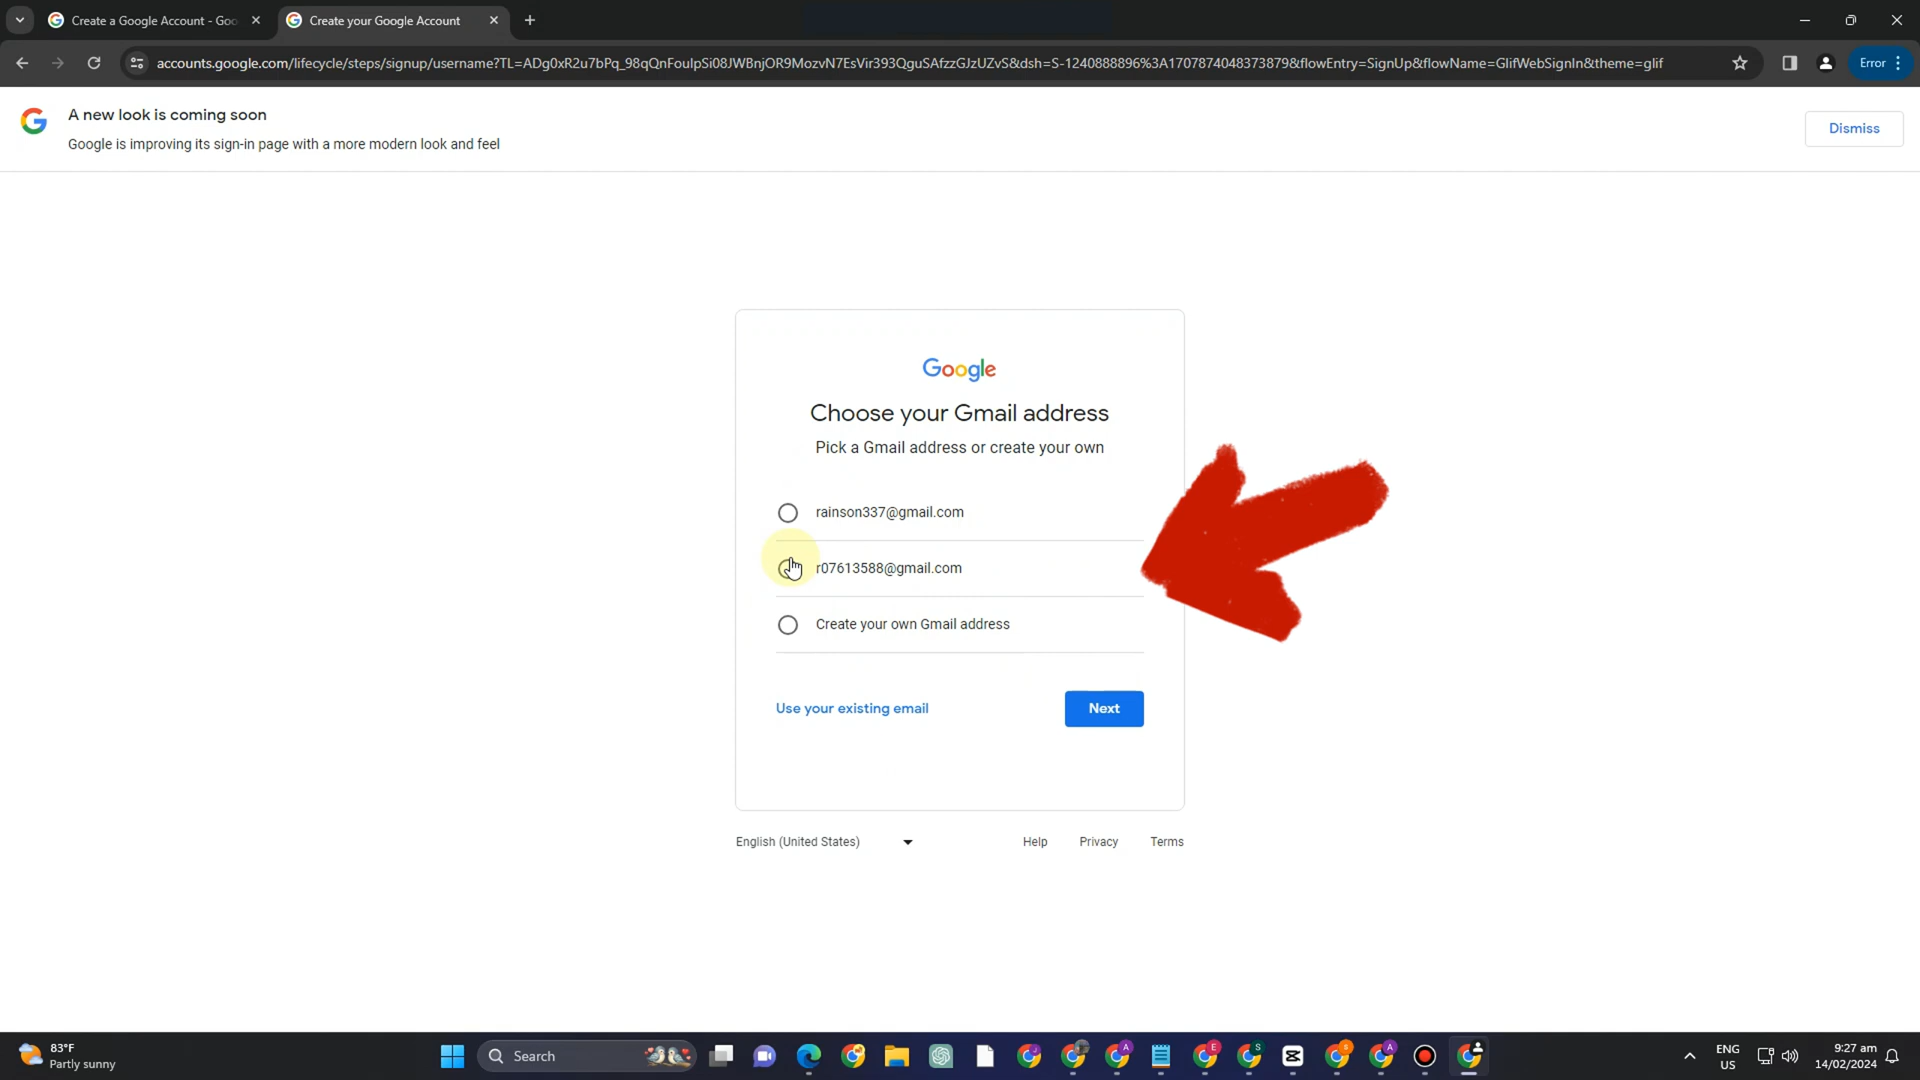 Create a Google Account - Goo
Create your Google Account
accounts.google.com/lifecycle/steps/signup/username?TL=ADg0xR2u7bPq_98qQnFoulpSi08JWBnjOR9MozvN7EsVir393QguSAfzzGJzUZvS&dsh=S-1240888896%3A1707874048373879&flowEntry=SignUp&flowName=GlifWebSignIn&theme=glif
Error
A new look is coming soon
Google is improving its sign-in page with a more modern look and feel
Dismiss
Google
Choose your Gmail address
Pick a Gmail address or create your own
rainson337@gmail.com
r07613588@gmail.com
Create your own Gmail address
Use your existing email
Next
English (United States)
Help
Privacy
Terms
83°F
Partly sunny
Search
ENG
US
9:27 am
14/02/2024